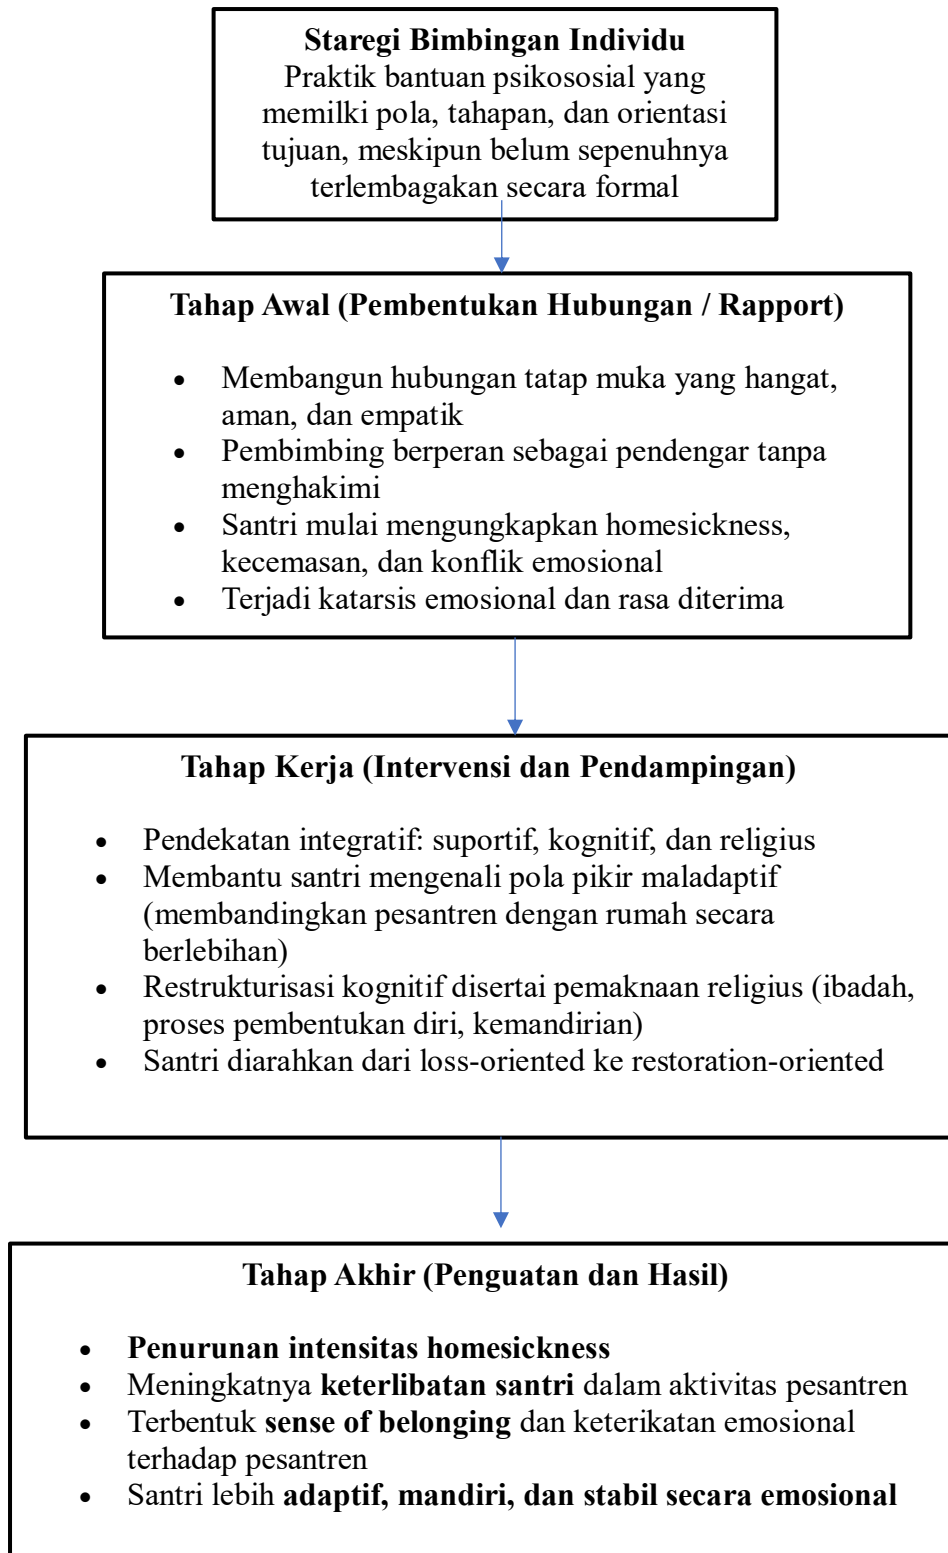 Staregi Bimbingan Individu
Praktik bantuan psikososial yang
memilki pola, tahapan, dan orientasi
tujuan, meskipun belum sepenuhnya
terlembagakan secara formal
Tahap Awal (Pembentukan Hubungan / Rapport)
• Membangun hubungan tatap muka yang hangat,
aman, dan empatik
• Pembimbing berperan sebagai pendengar tanpa
menghakimi
• Santri mulai mengungkapkan homesickness,
kecemasan, dan konflik emosional
• Terjadi katarsis emosional dan rasa diterima
Tahap Kerja (Intervensi dan Pendampingan)
• Pendekatan integratif: suportif, kognitif, dan religius
• Membantu santri mengenali pola pikir maladaptif
(membandingkan pesantren dengan rumah secara
berlebihan)
• Restrukturisasi kognitif disertai pemaknaan religius (ibadah,
proses pembentukan diri, kemandirian)
• Santri diarahkan dari loss-oriented ke restoration-oriented
Tahap Akhir (Penguatan dan Hasil)
• Penurunan intensitas homesickness
• Meningkatnya keterlibatan santri dalam aktivitas pesantren
• Terbentuk sense of belonging dan keterikatan emosional
terhadap pesantren
• Santri lebih adaptif, mandiri, dan stabil secara emosional